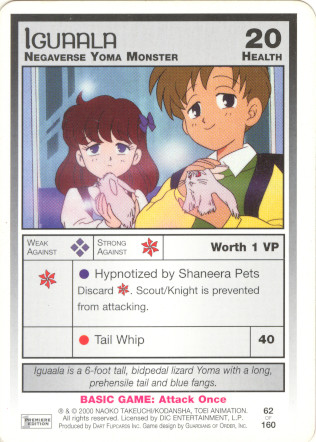 IGUAALA
20
NEGAVERSE YOMA MONSTER
HEALTH
WEAK AGAINST
STRONG AGAINST
Worth 1 VP
Hypnotized by Shaneera Pets
Discard . Scout/Knight is prevented
from attacking.
Tail Whip
40
Iguaala is a 6-foot tall, bidpedal lizard Yoma with a long,
prehensile tail and blue fangs.
BASIC GAME: Attack Once
PREMIERE EDITION
® & © 2000 NAOKO TAKEUCHI/KODANSHA, TOEI ANIMATION.
All rights reserved. Licensed by DIC ENTERTAINMENT, L.P.
Produced by DART FLIPCARDS INC. Game design by GUARDIANS OF ORDER, INC.
62
OF
160